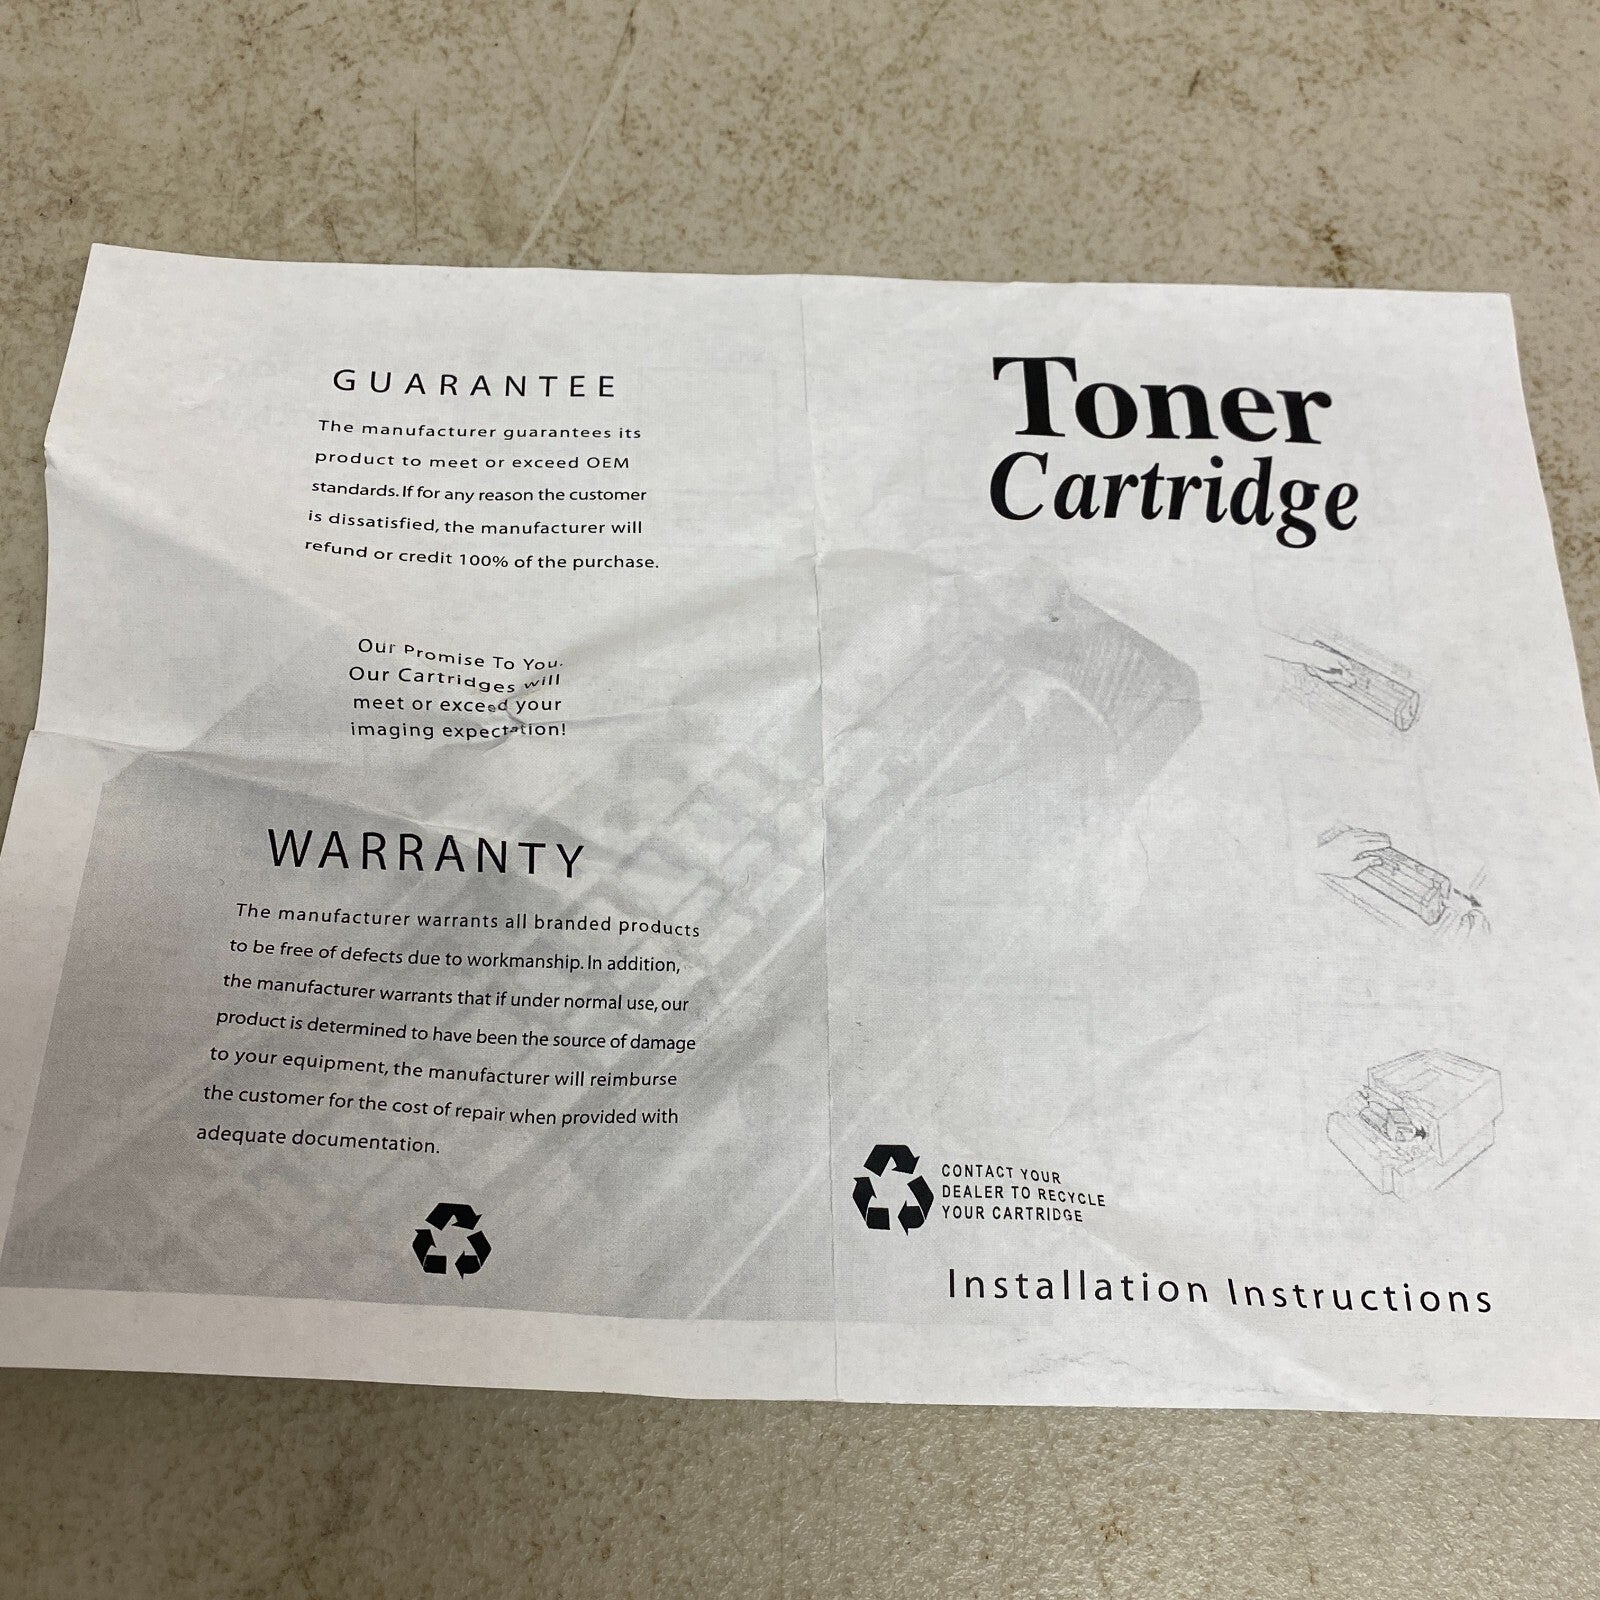 GUARANTEE
The manufacturer guarantees its
product to meet or exceed OEM
standards. If for any reason the customer
is dissatisfied, the manufacturer will
refund or credit 100% of the purchase.
Our Promise To You.
Our Cartridges will
meet or exceed your
imaging expectation!
WARRANTY
The manufacturer warrants all branded products
to be free of defects due to workmanship. In addition,
the manufacturer warrants that if under normal use, our
product is determined to have been the source of damage
to your equipment, the manufacturer will reimburse
the customer for the cost of repair when provided with
adequate documentation.
Toner
Cartridge
CONTACT YOUR
DEALER TO RECYCLE
YOUR CARTRIDGE
Installation Instructions